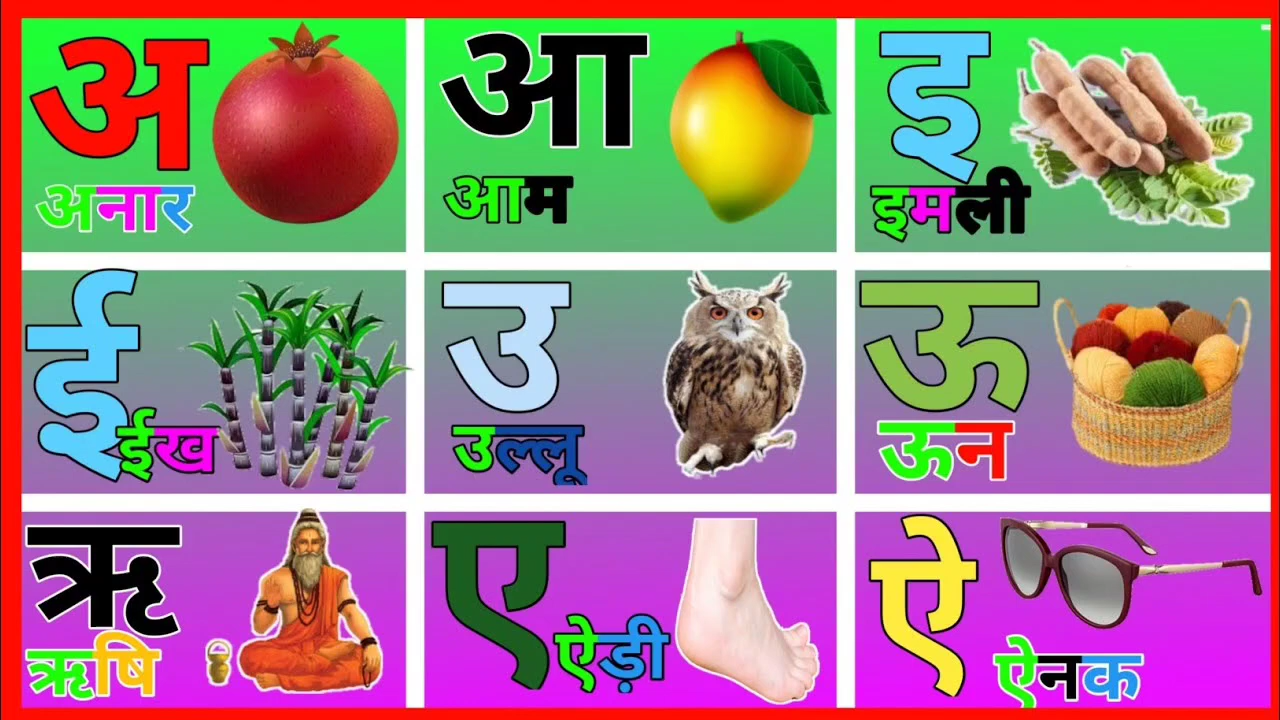 अ
अनार
आ
आम
इ
इमली
ई
ईख
उ
उल्लू
ऊ
ऊन
ऋ
ऋषि
ए
ऐड़ी
ऐ
ऐनक